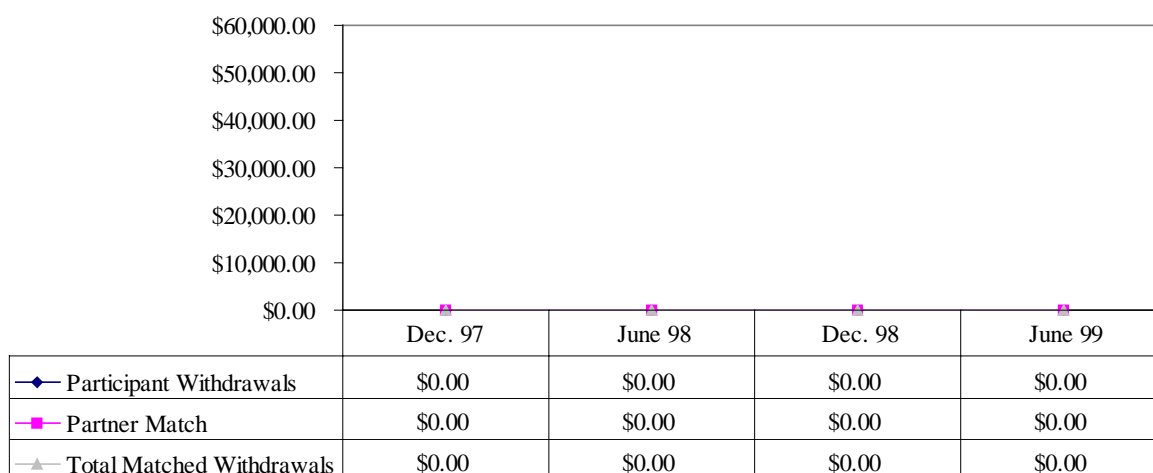 $60,000.00
$50,000.00
$40,000.00
$30,000.00
$20,000.00
$10,000.00
$0.00
Dec. 97 June 98 Dec. 98 June 99
Participant Withdrawals $0.00 $0.00 $0.00 $0.00
Partner Match $0.00 $0.00 $0.00 $0.00
Total Matched Withdrawals $0.00 $0.00 $0.00 $0.00